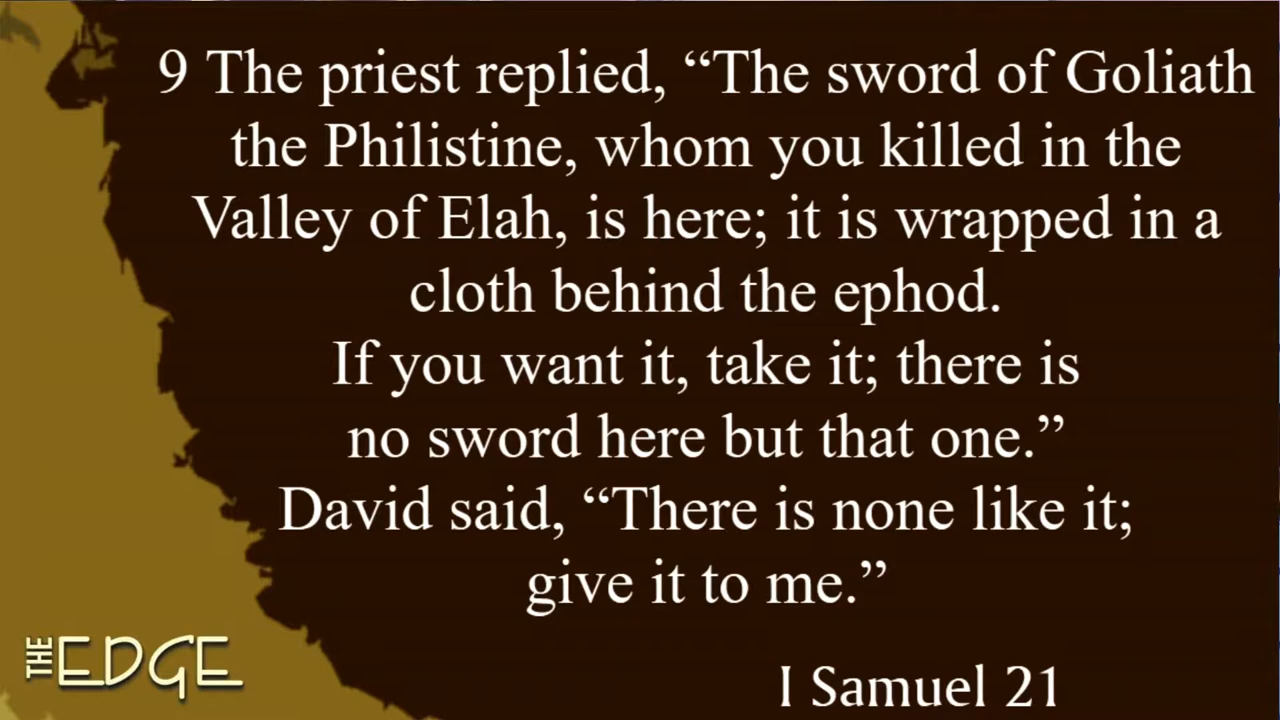 9 The priest replied, “The sword of Goliath
the Philistine, whom you killed in the
Valley of Elah, is here; it is wrapped in a
cloth behind the ephod.
If you want it, take it; there is
no sword here but that one.”
David said, “There is none like it;
give it to me.”
THE EDGE
I Samuel 21